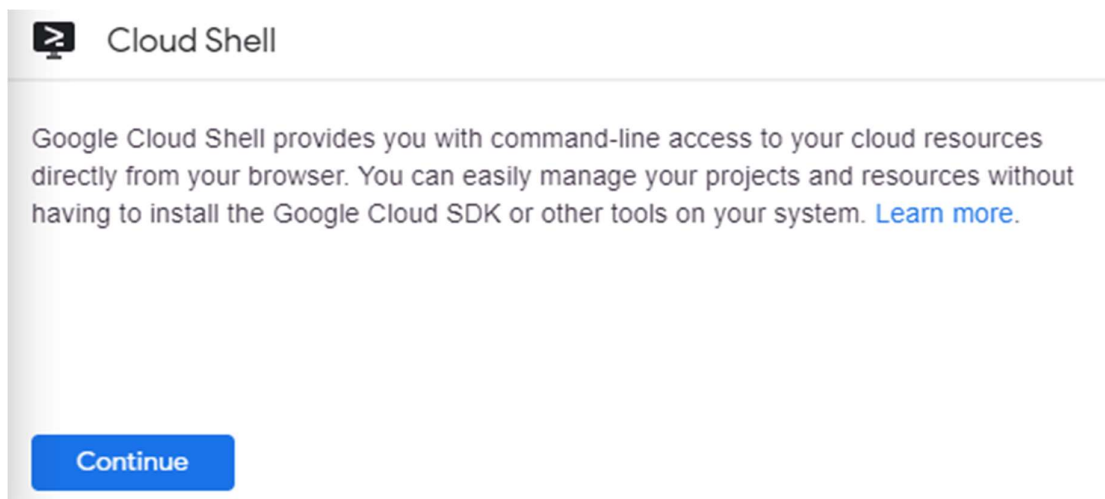 Cloud Shell
Google Cloud Shell provides you with command-line access to your cloud resources
directly from your browser. You can easily manage your projects and resources without
having to install the Google Cloud SDK or other tools on your system. Learn more.
Continue